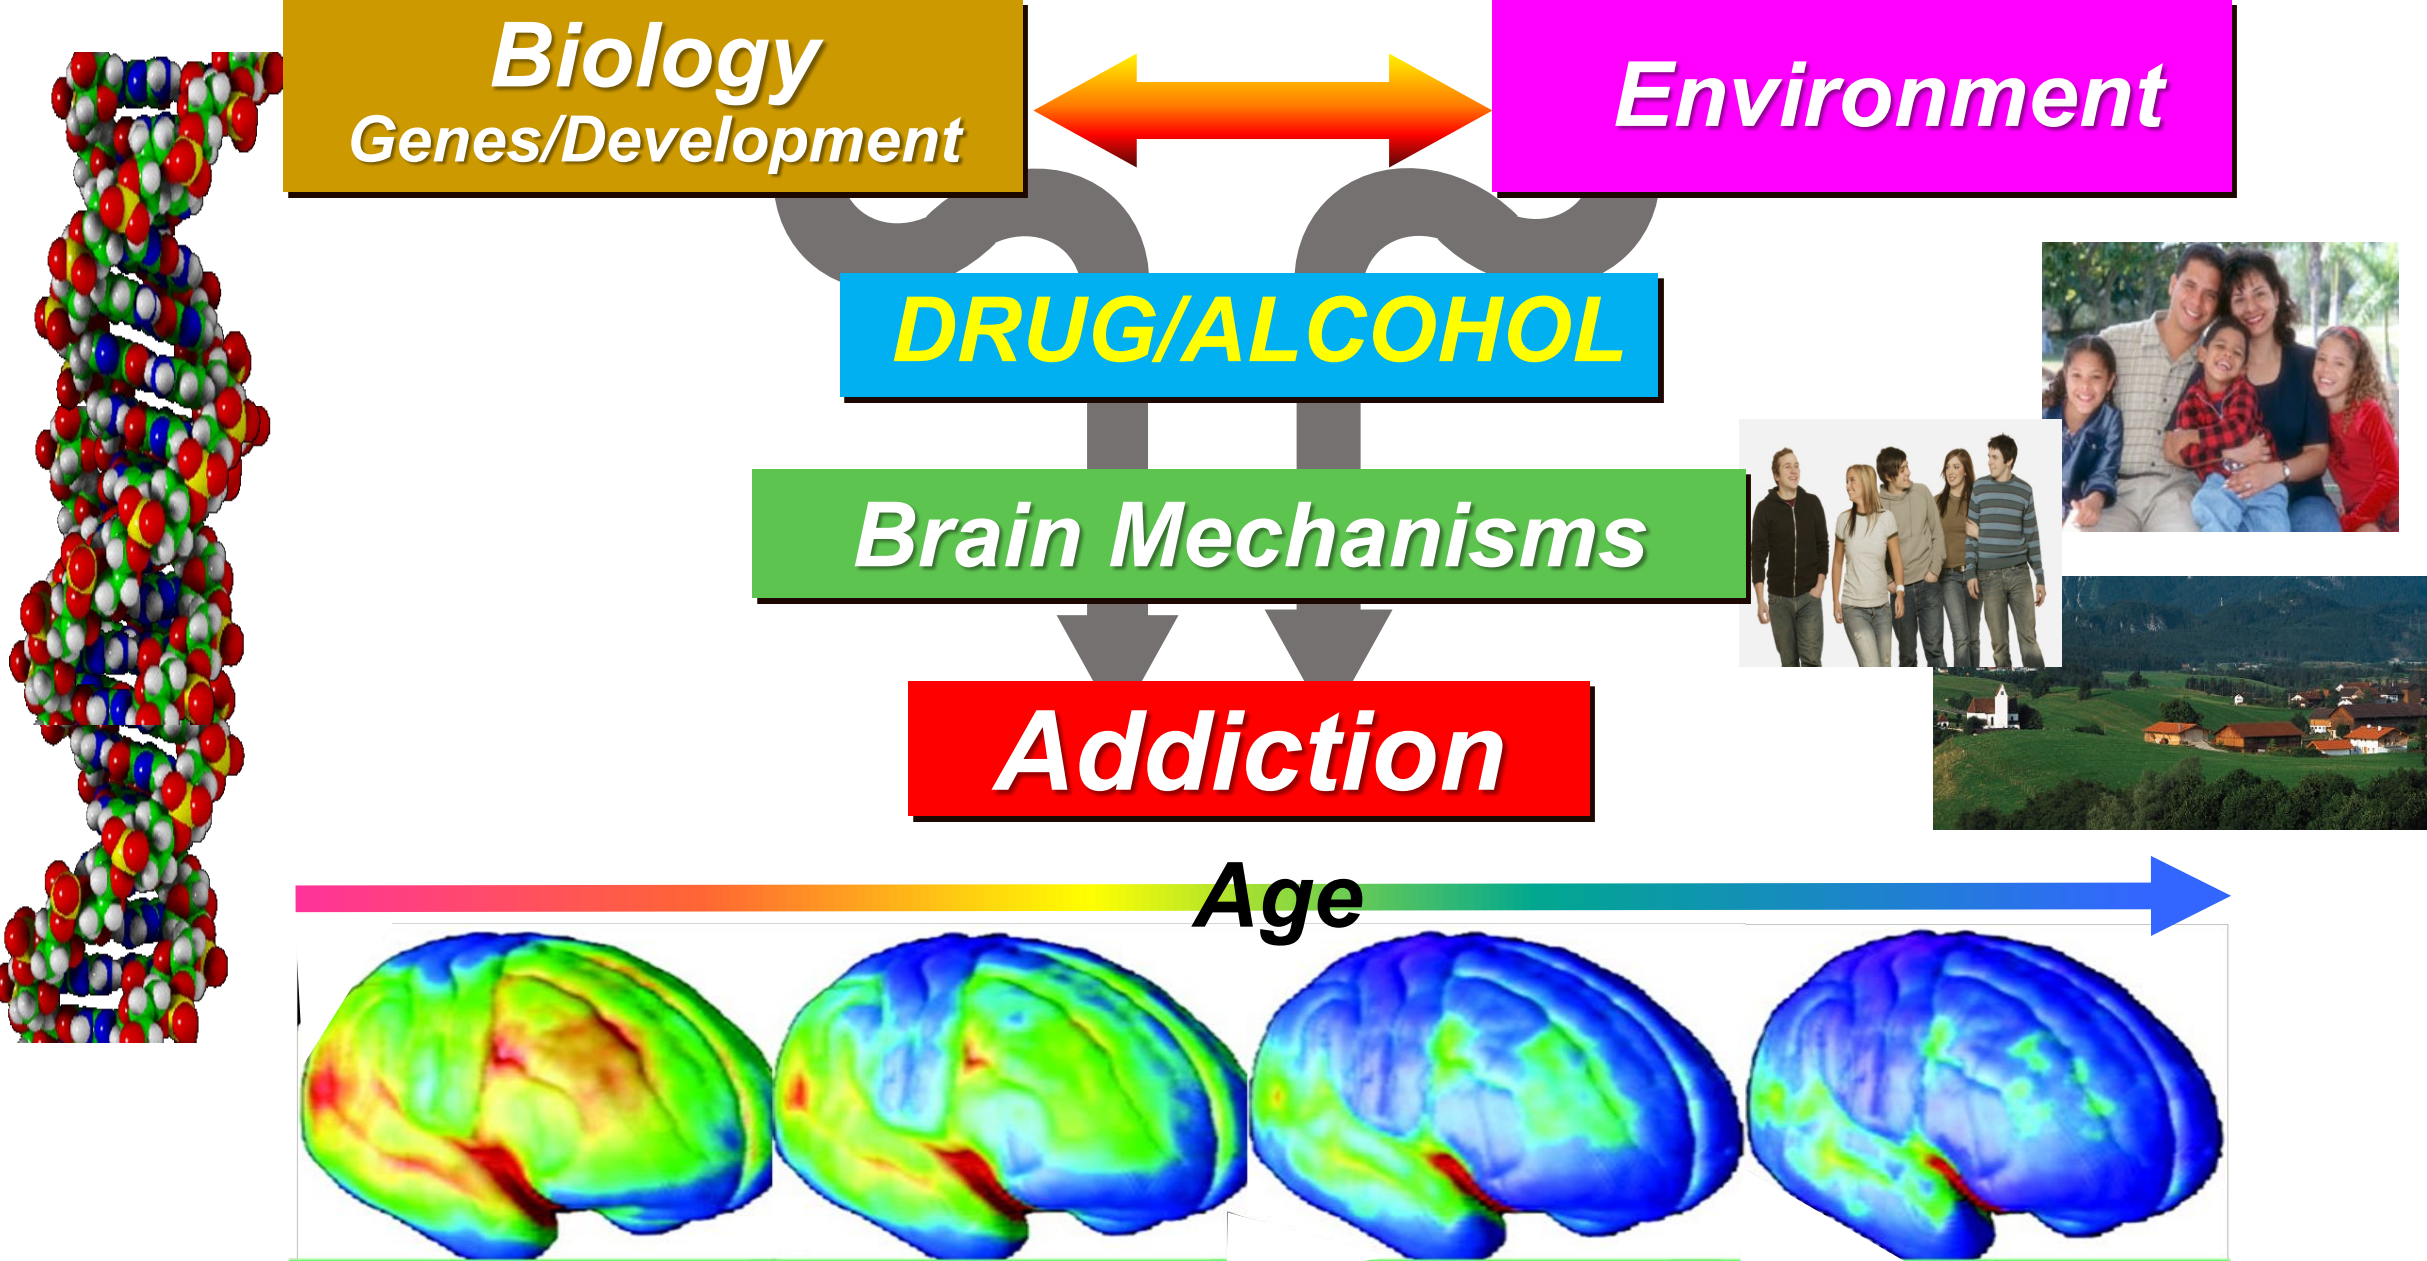 Biology
Genes/Development
Environment
DRUG/ALCOHOL
Brain Mechanisms
Addiction
Age